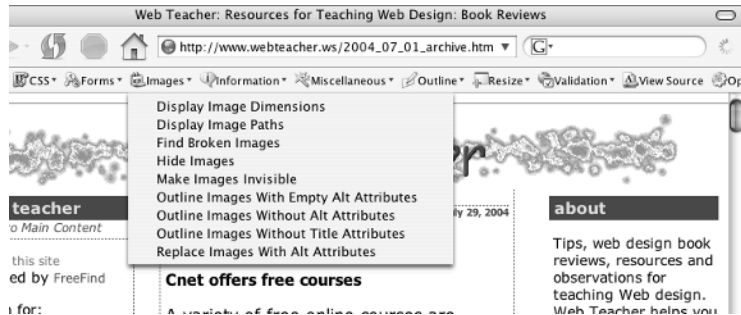 Web Teacher: Resources for Teaching Web Design: Book Reviews
http://www.webteacher.ws/2004_07_01_archive.htm
G
CSS Forms Images Information Miscellaneous Outline Resize Validation View Source Op
Display Image Dimensions
Display Image Paths
Find Broken Images
Hide Images
Make Images Invisible
Outline Images With Empty Alt Attributes
Outline Images Without Alt Attributes
Outline Images Without Title Attributes
Replace Images With Alt Attributes
er
teacher
o Main Content
this site
ed by FreeFind
n for:
ly 29, 2004
Cnet offers free courses
A variety of free online courses are
about
Tips, web design book
reviews, resources and
observations for
teaching Web design.
Web Teacher helps you